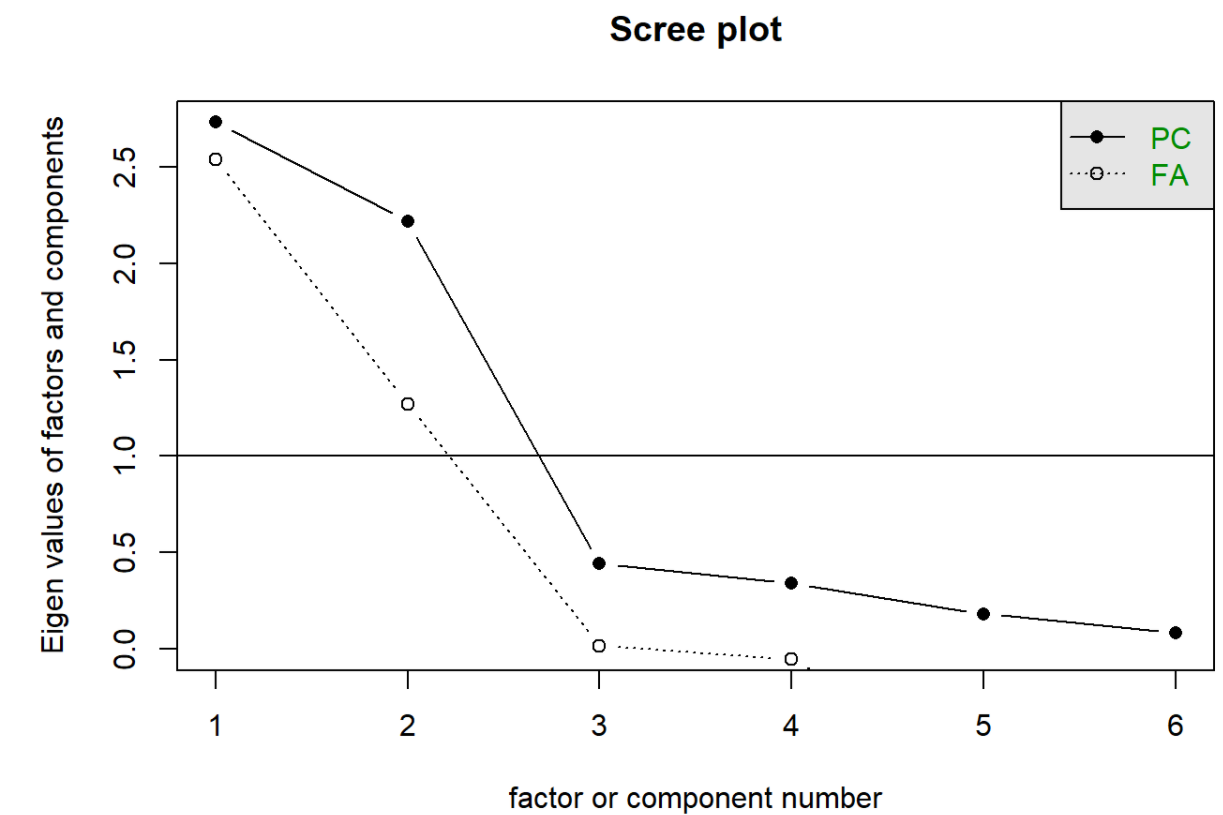 Scree plot
Eigen values of factors and components
2.5
2.0
1.5
1.0
0.5
0.0
PC
FA
1 2 3 4 5 6
factor or component number